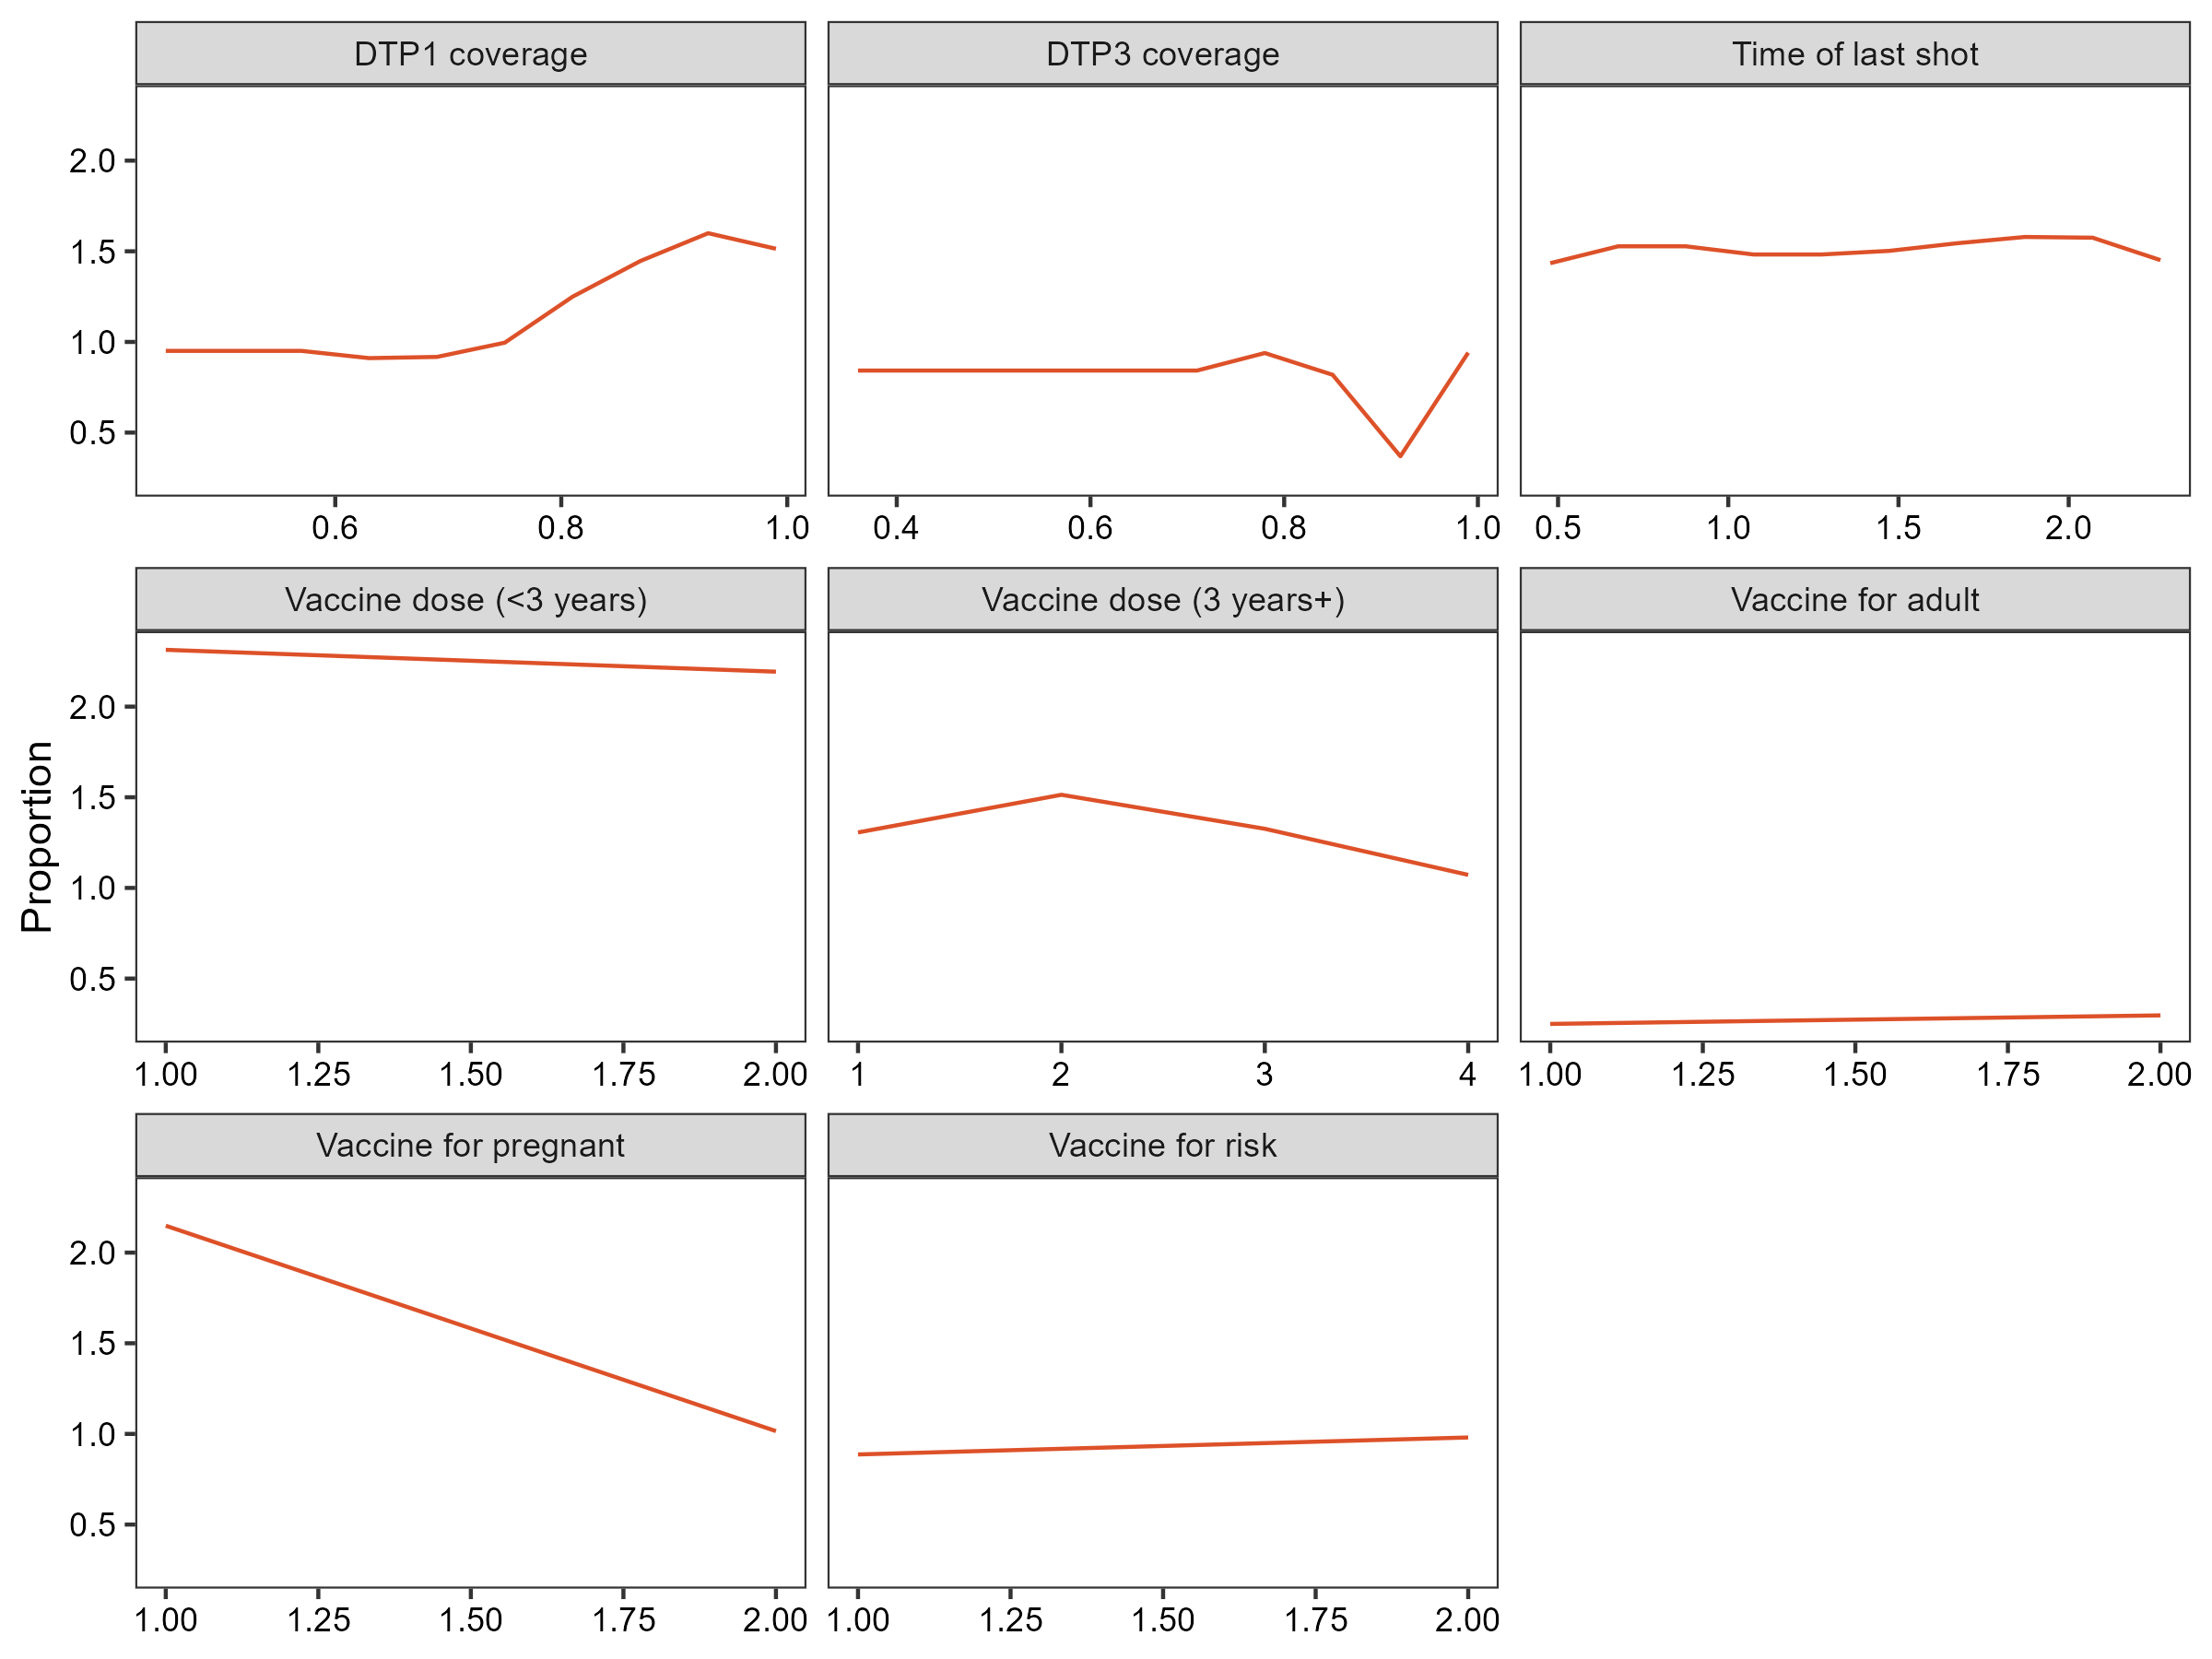 DTP1 coverage
DTP3 coverage
Time of last shot
2.0
1.5
1.0
0.5
0.6 0.8 1.0
0.4 0.6 0.8 1.0
0.5 1.0 1.5 2.0
Vaccine dose (<3 years)
Vaccine dose (3 years+)
Vaccine for adult
Proportion
2.0
1.5
1.0
0.5
1.00 1.25 1.50 1.75 2.00
1 2 3 4
1.00 1.25 1.50 1.75 2.00
Vaccine for pregnant
Vaccine for risk
2.0
1.5
1.0
0.5
1.00 1.25 1.50 1.75 2.00
1.00 1.25 1.50 1.75 2.00